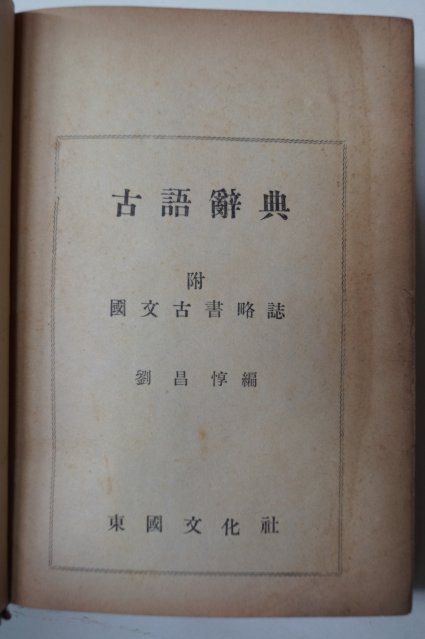 古語辭典
附
國文古書略誌
劉昌惇編
東國文化社